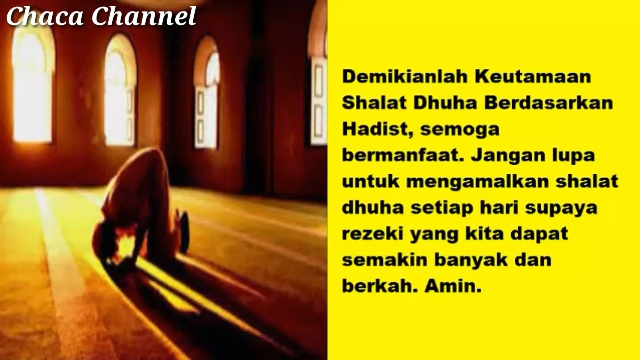 Chaca Channel
Demikianlah Keutamaan
Shalat Dhuha Berdasarkan
Hadist, semoga
bermanfaat. Jangan lupa
untuk mengamalkan shalat
dhuha setiap hari supaya
rezeki yang kita dapat
semakin banyak dan
berkah. Amin.